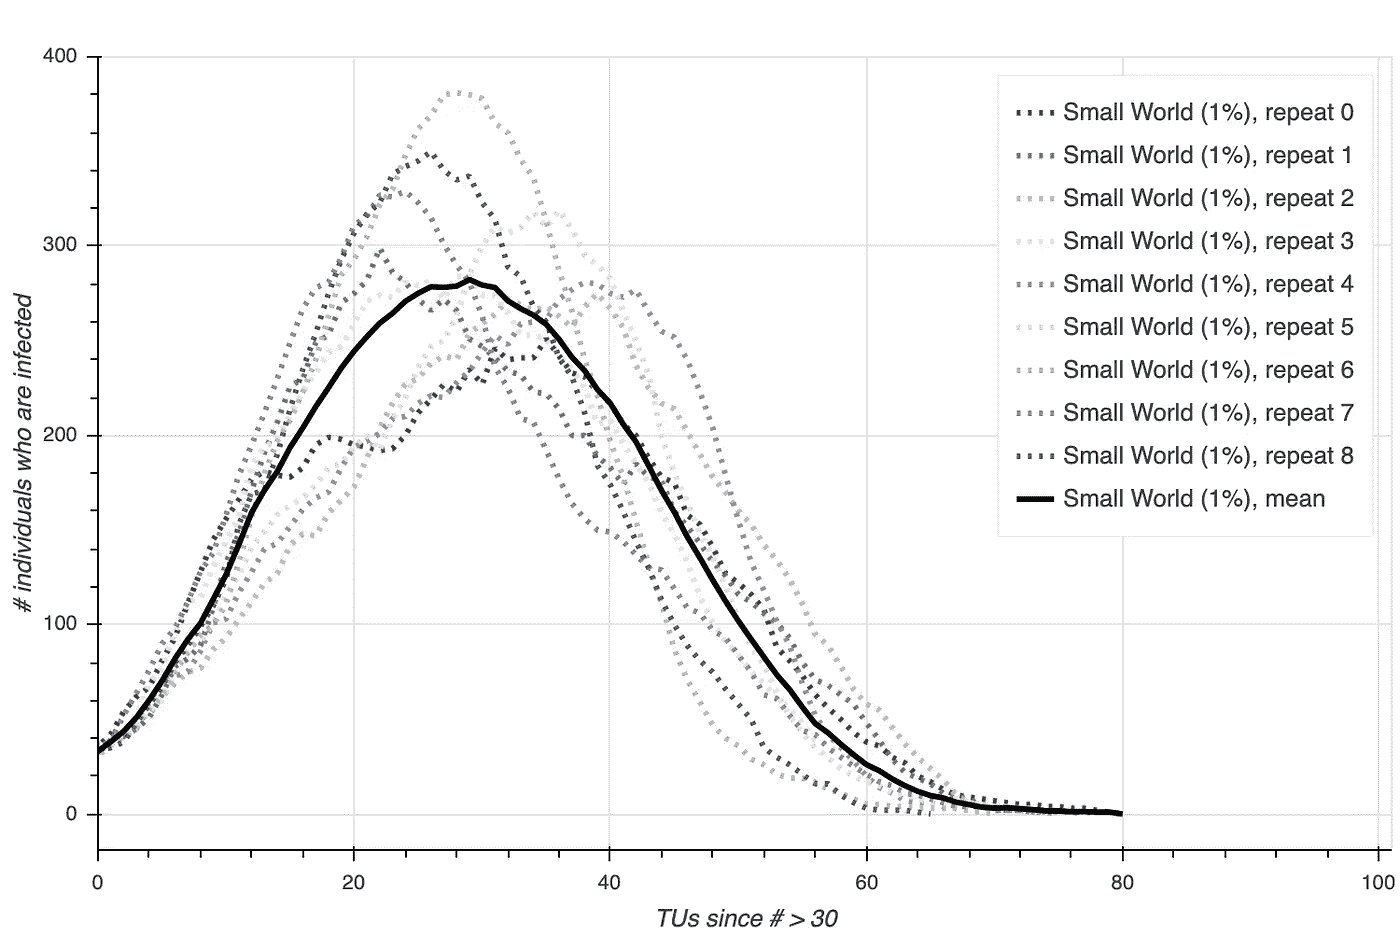 400
300
200
100
0
# individuals who are infected
0
20
40
60
80
100
TUs since # > 30
Small World (1%), repeat 0
Small World (1%), repeat 1
Small World (1%), repeat 2
Small World (1%), repeat 3
Small World (1%), repeat 4
Small World (1%), repeat 5
Small World (1%), repeat 6
Small World (1%), repeat 7
Small World (1%), repeat 8
Small World (1%), mean